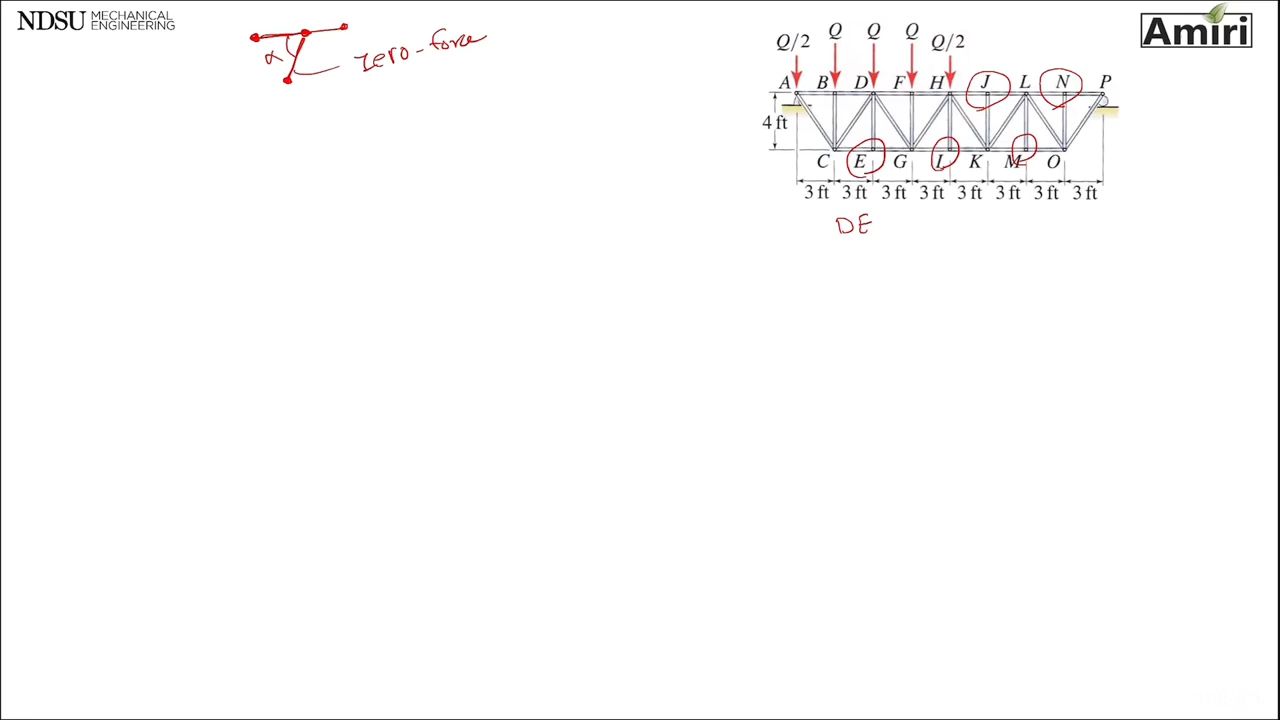 NDSU MECHANICAL ENGINEERING
α zero-force
Amiri
Q/2 Q Q Q Q/2
A B D F H J L N P
4 ft
C E G I K M O
3 ft 3 ft 3 ft 3 ft 3 ft 3 ft 3 ft 3 ft
DE